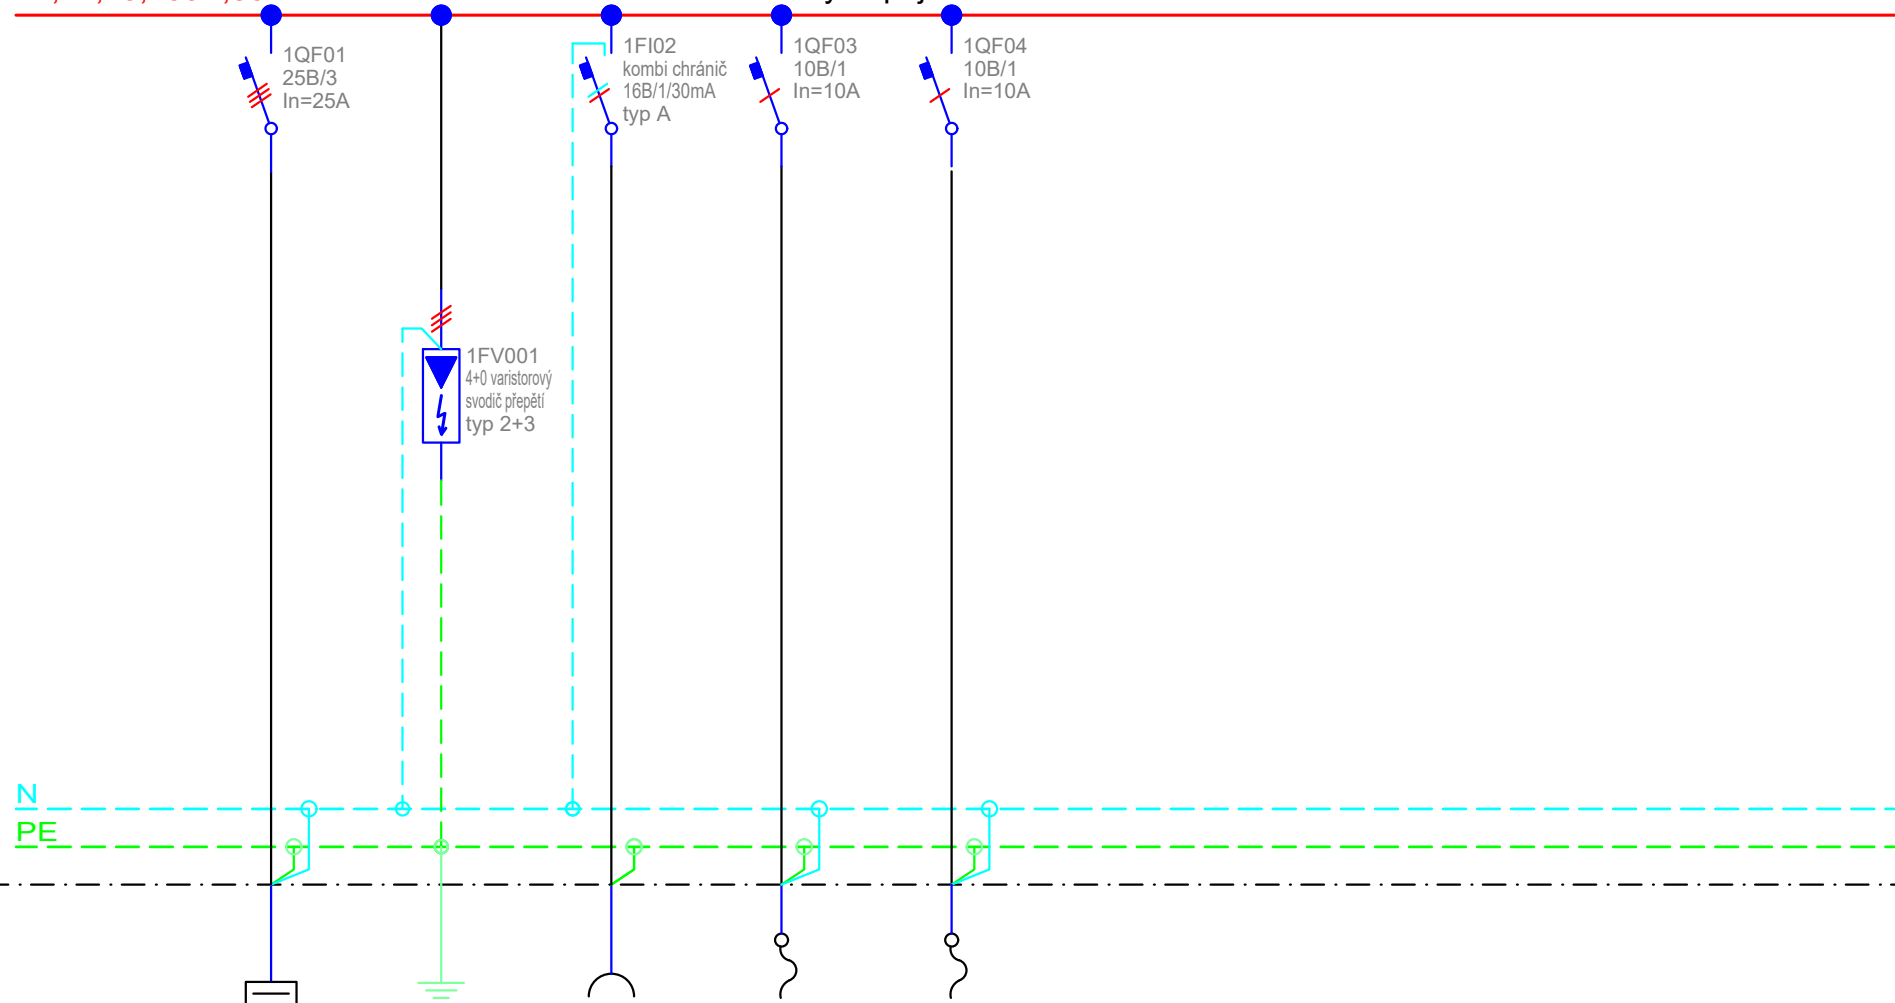 1QF01
25B/3
In=25A
1FI02
kombi chránič
16B/1/30mA
typ A
1QF03
10B/1
In=10A
1QF04
10B/1
In=10A
1FV001
4+0 varistorový
svodič přepětí
typ 2+3
N
PE